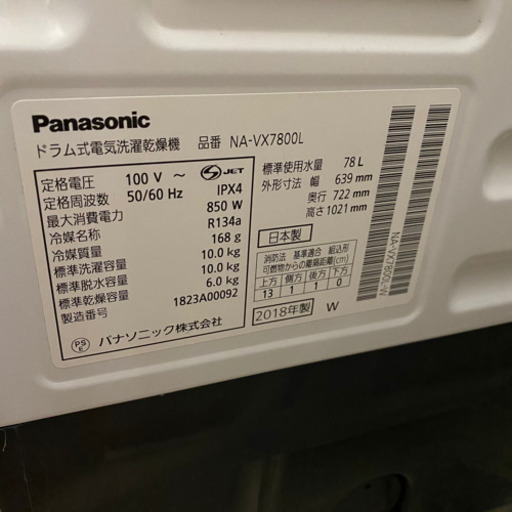 Panasonic
ドラム式電気洗濯乾燥機 品番 NA-VX7800L
定格電圧 100 V ～
定格周波数 50/60 Hz
S JET
IPX4
最大消費電力 850 W
冷媒名称 R134a
冷媒質量 168 g
標準洗濯容量 10.0 kg
標準脱水容量 10.0 kg
標準乾燥容量 6.0 kg
製造番号 1823A00092
PS
E
パナソニック株式会社
標準使用水量 78 L
外形寸法 幅 639 mm
奥行 722 mm
高さ 1021 mm
日本製
消防法 基準適合 組込形
可燃物からの離隔距離(cm)
上方 側方 後方 下方
13 1 1 0
2018年製 W
NA-VX7800L-W